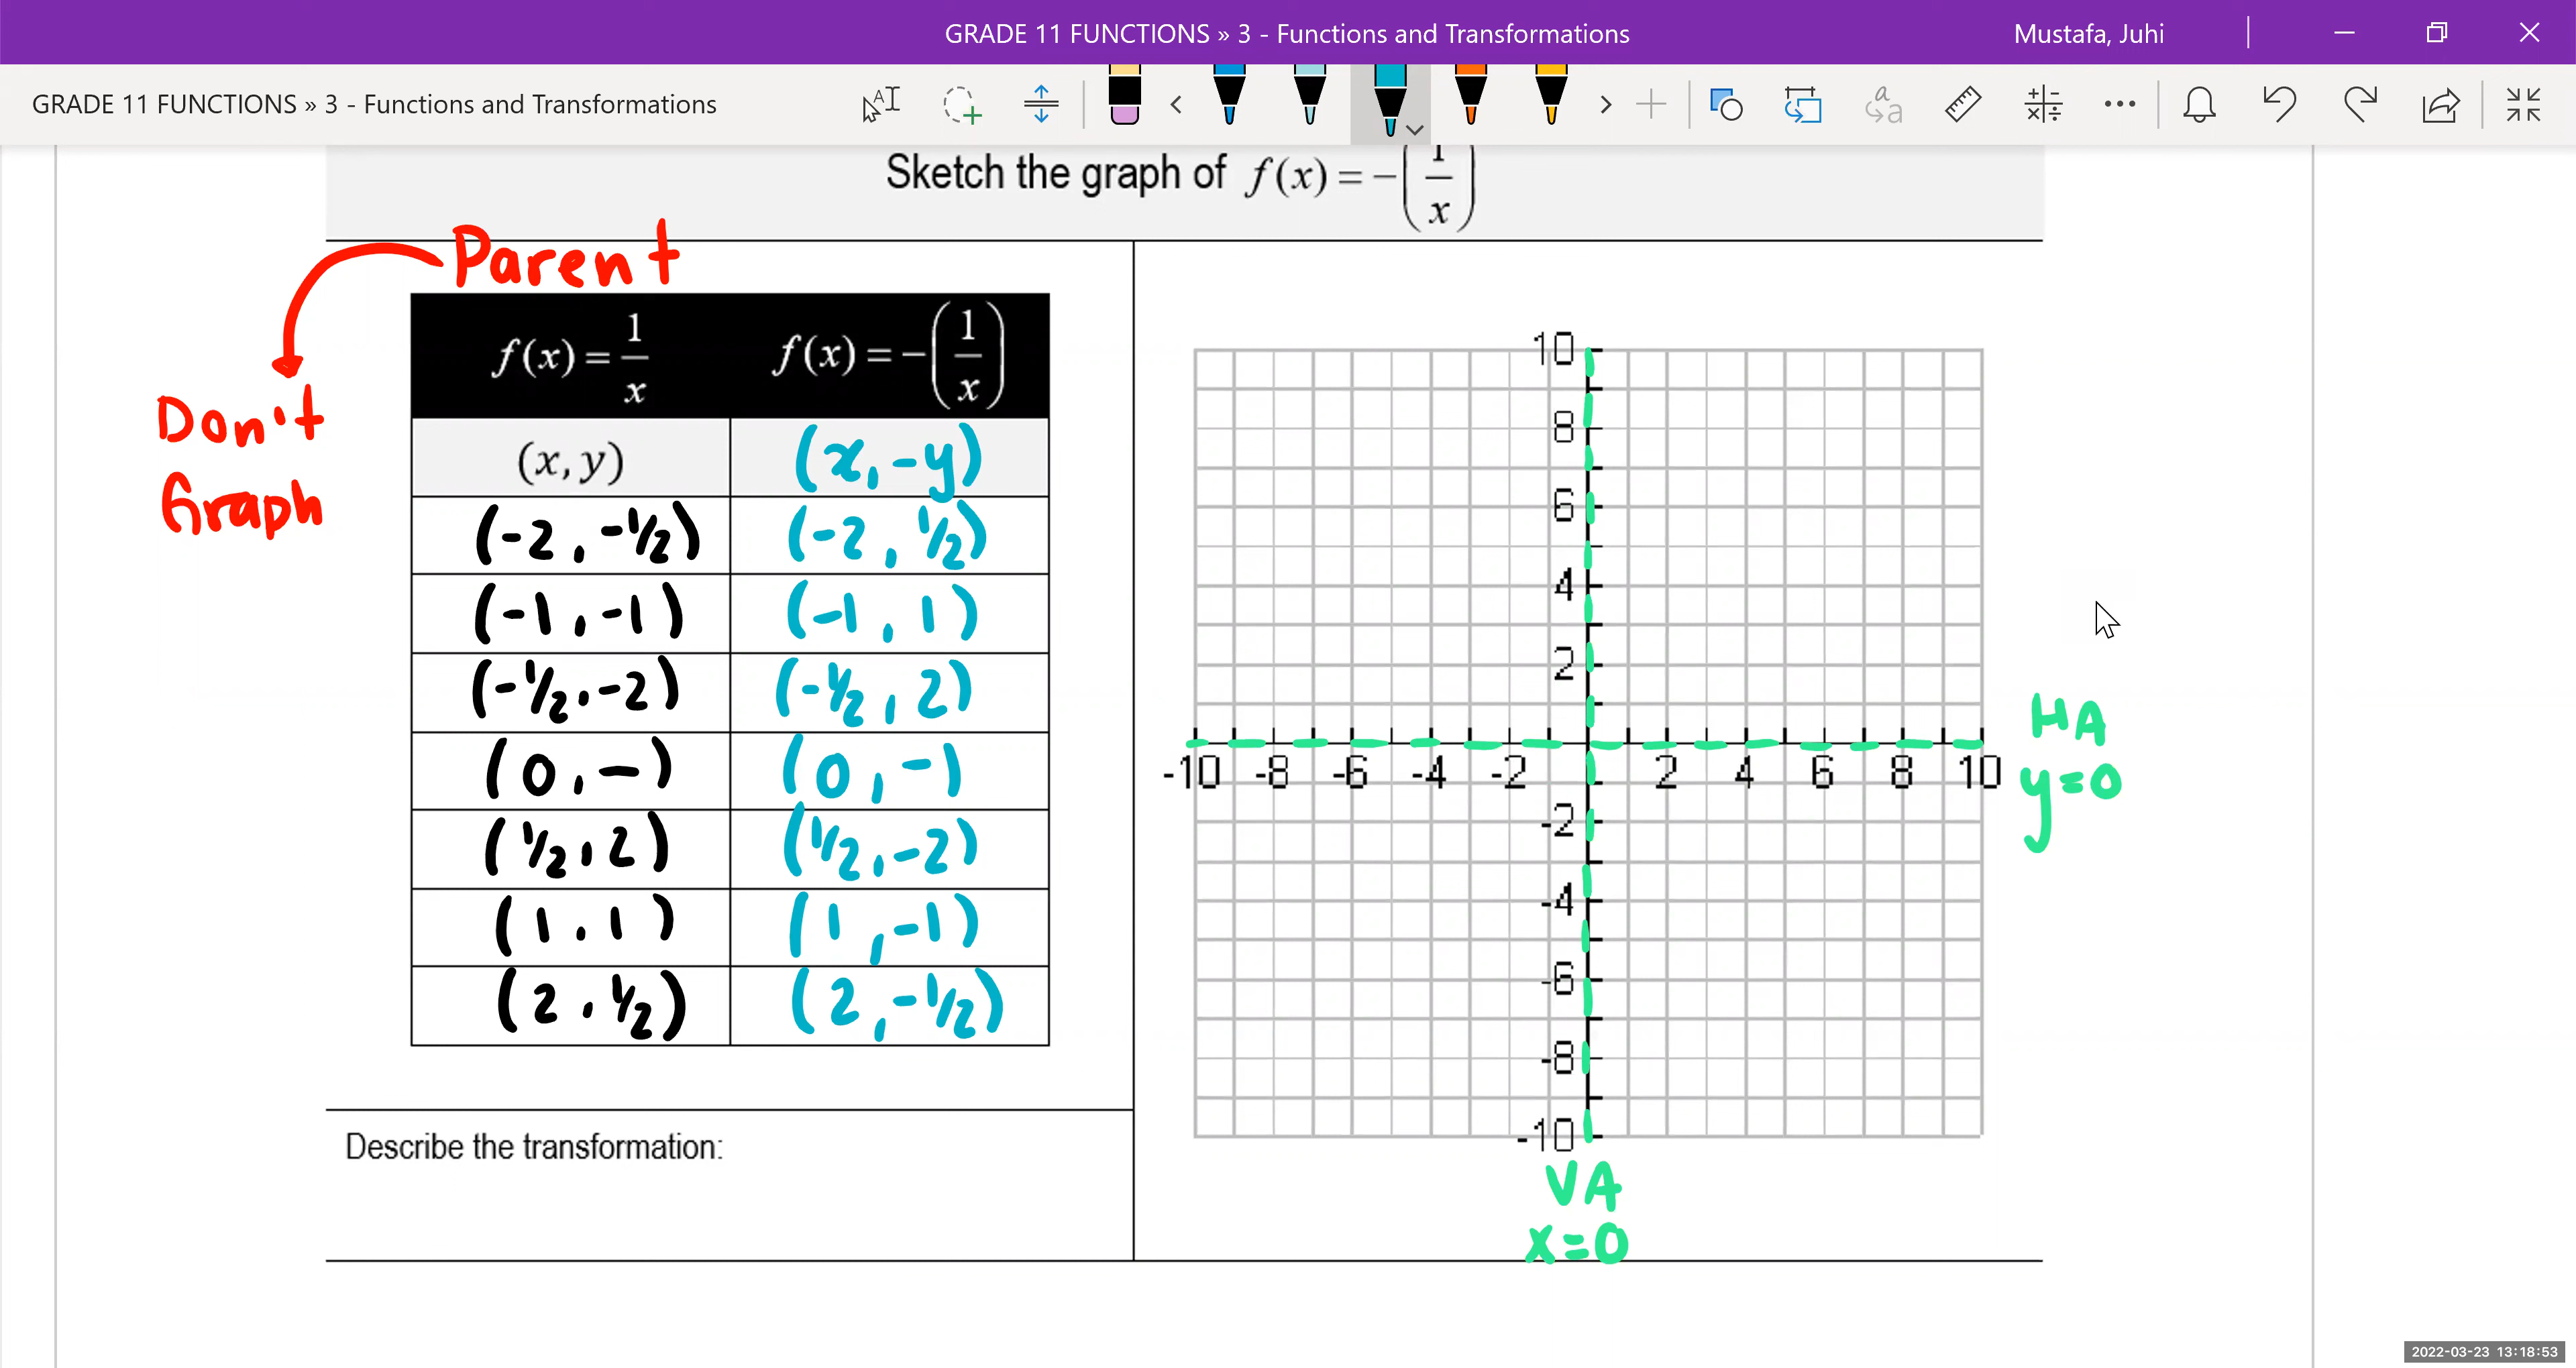 GRADE 11 FUNCTIONS » 3 - Functions and Transformations
Mustafa, Juhi
GRADE 11 FUNCTIONS » 3 - Functions and Transformations
Sketch the graph of f(x) = -(1/x)
Parent
Don't
Graph
f(x) = 1/x f(x) = -(1/x)
(x, y) (x, -y)
(-2, -1/2) (-2, 1/2)
(-1, -1) (-1, 1)
(-1/2, -2) (-1/2, 2)
(0, -) (0, -)
(1/2, 2) (1/2, -2)
(1, 1) (1, -1)
(2, 1/2) (2, -1/2)
Describe the transformation:
10
8
6
4
2
-10 -8 -6 -4 -2 2 4 6 8 10
-2
-4
-6
-8
-10
HA
y=0
VA
x=0
2022-03-23 13:18:53